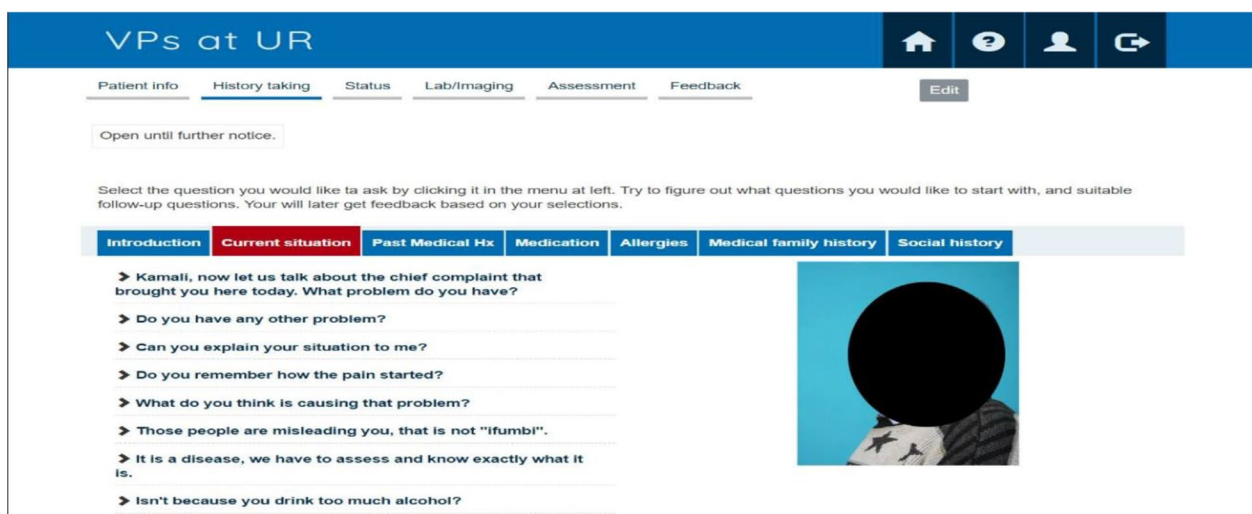 VPs at UR
Patient info History taking Status Lab/Imaging Assessment Feedback Edit
Open until further notice.
Select the question you would like ta ask by clicking it in the menu at left. Try to figure out what questions you would like to start with, and suitable
follow-up questions. Your will later get feedback based on your selections.
Introduction Current situation Past Medical Hx Medication Allergies Medical family history Social history
Kamali, now let us talk about the chief complaint that
brought you here today. What problem do you have?
Do you have any other problem?
Can you explain your situation to me?
Do you remember how the pain started?
What do you think is causing that problem?
Those people are misleading you, that is not "ifumbi".
It is a disease, we have to assess and know exactly what it
is.
Isn't because you drink too much alcohol?